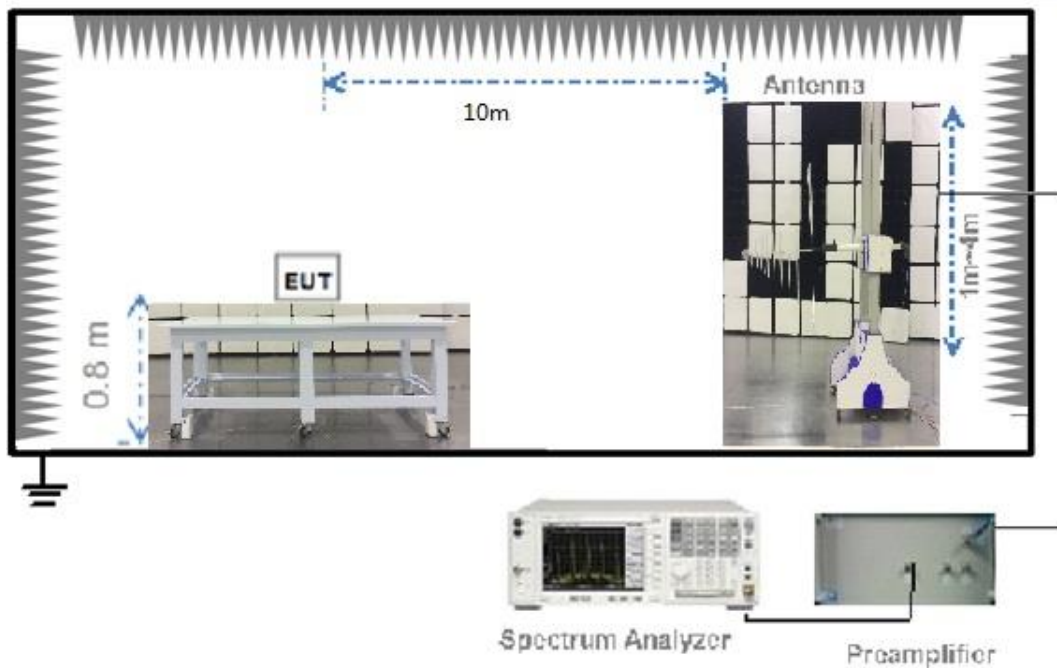 Antenna
10m
EUT
1m~4m
0.8 m
Spectrum Analyzer
Preamplifier